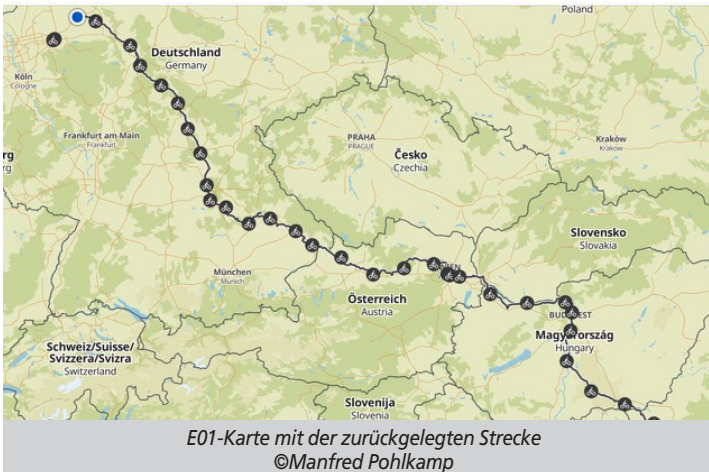 Poland
Deutschland
Germany
Köln
Cologne
Frankfurt am Main
Frankfurt
PRAHA
PRAGUE
Kraków
Kraków
Česko
Czechia
rg
rg
Slovensko
Slovakia
München
Munich
Österreich
Austria
BUDAPEST
Magyarország
Hungary
Schweiz/Suisse/
Svizzera/Svizra
Switzerland
Slovenija
Slovenia
E01-Karte mit der zurückgelegten Strecke
©Manfred Pohlkamp